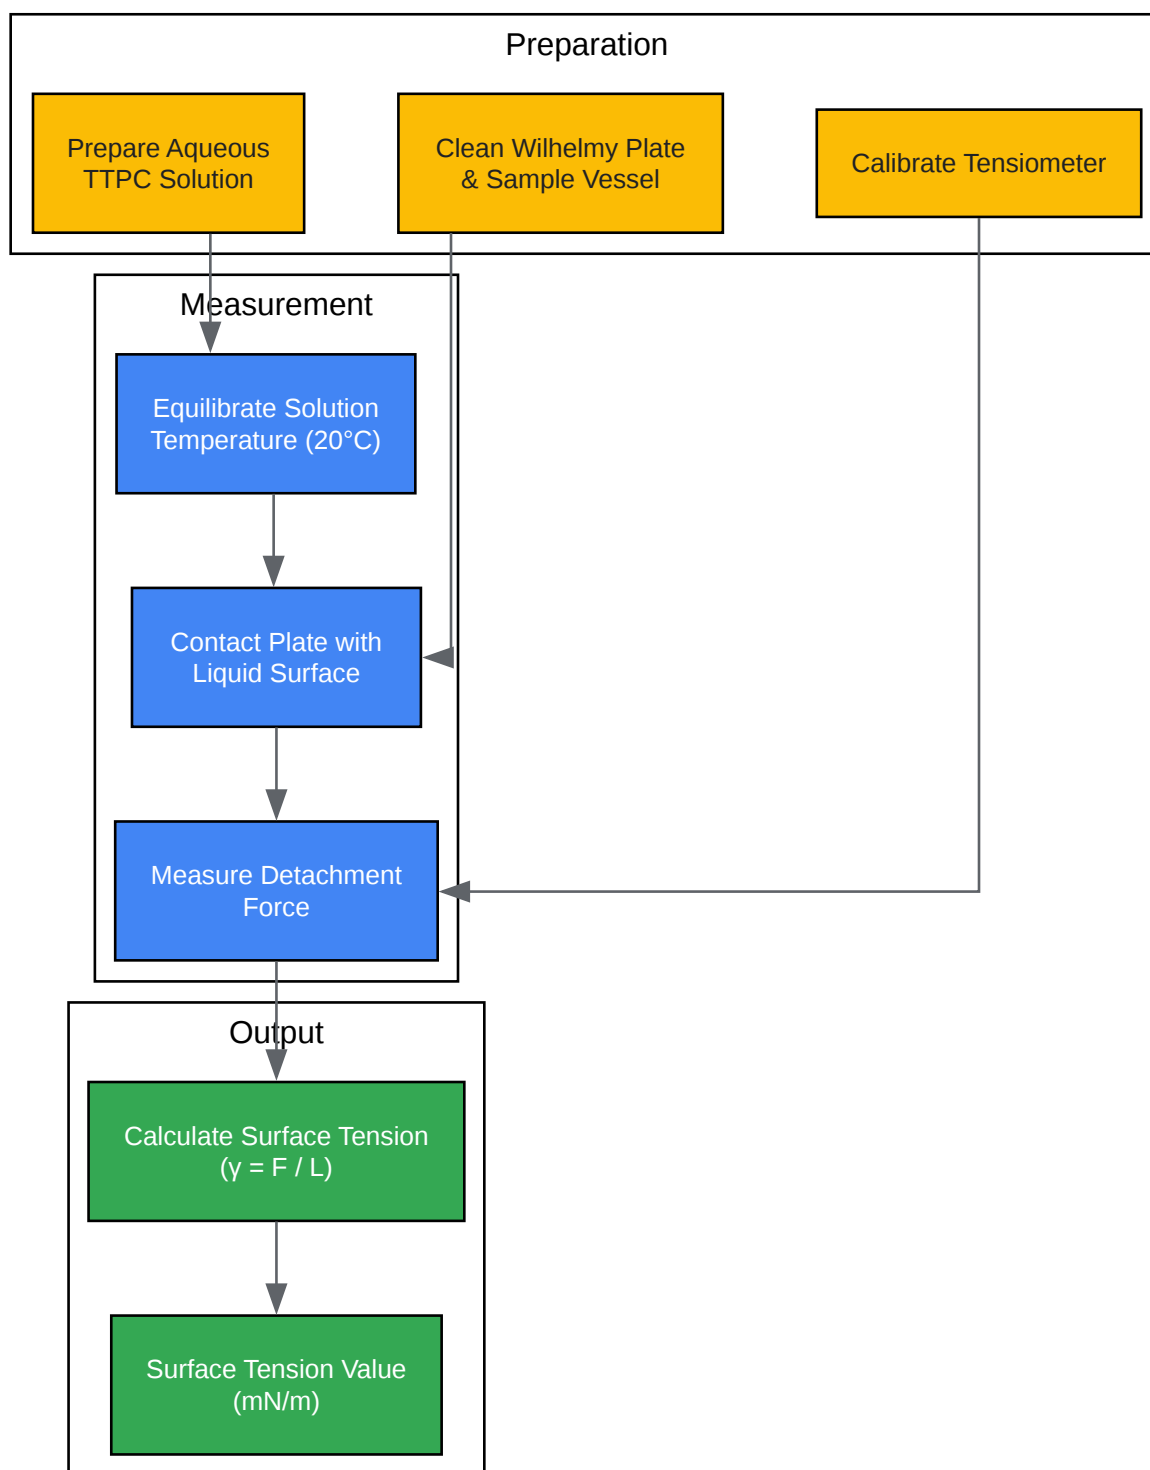 Preparation
Prepare Aqueous
TTPC Solution
Clean Wilhelmy Plate
& Sample Vessel
Calibrate Tensiometer
Measurement
Equilibrate Solution
Temperature (20°C)
Contact Plate with
Liquid Surface
Measure Detachment
Force
Output
Calculate Surface Tension
(γ = F / L)
Surface Tension Value
(mN/m)